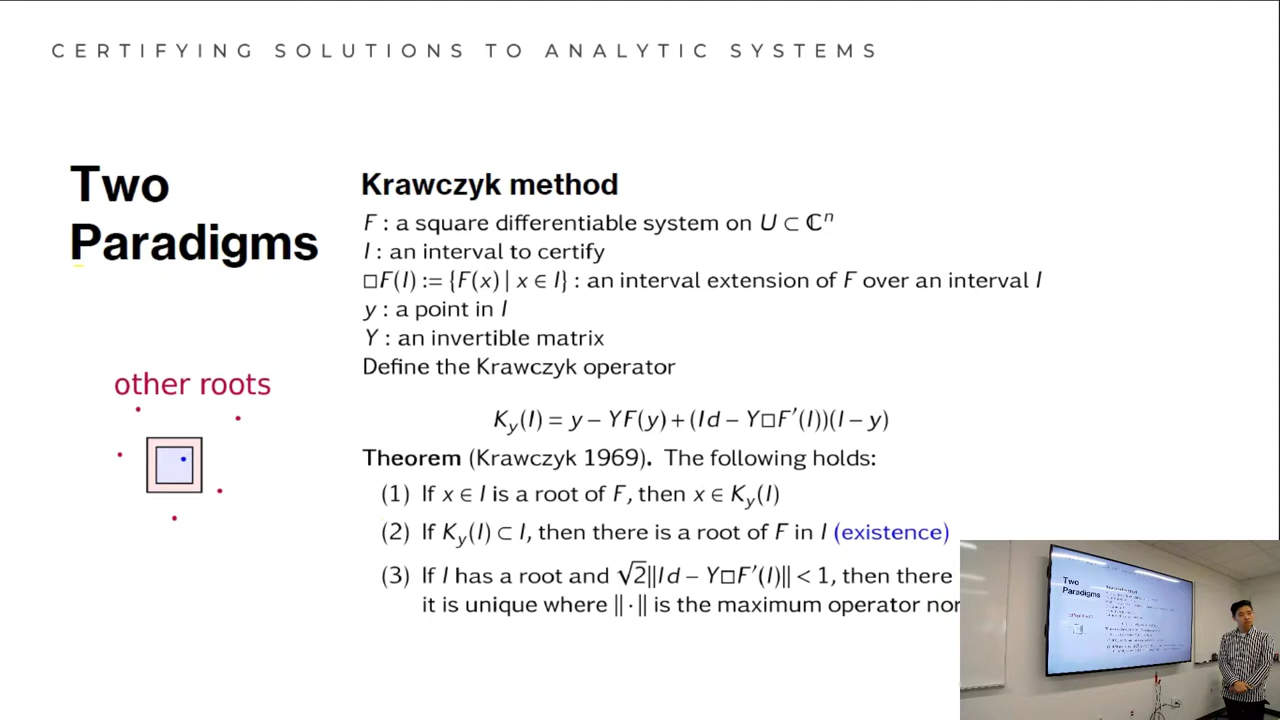 CERTIFYING SOLUTIONS TO ANALYTIC SYSTEMS
Two
Paradigms
other roots
Krawczyk method
F : a square differentiable system on U ⊂ ℂⁿ
I : an interval to certify
□F(I) := {F(x) | x ∈ I} : an interval extension of F over an interval I
y : a point in I
Y : an invertible matrix
Define the Krawczyk operator
K_y(I) = y – YF(y) + (Id – Y□F′(I))(I – y)
Theorem (Krawczyk 1969). The following holds:
(1) If x ∈ I is a root of F, then x ∈ K_y(I)
(2) If K_y(I) ⊂ I, then there is a root of F in I (existence)
(3) If I has a root and √2||Id – Y□F′(I)|| < 1, then there
it is unique where || · || is the maximum operator nor
Two
Paradigms